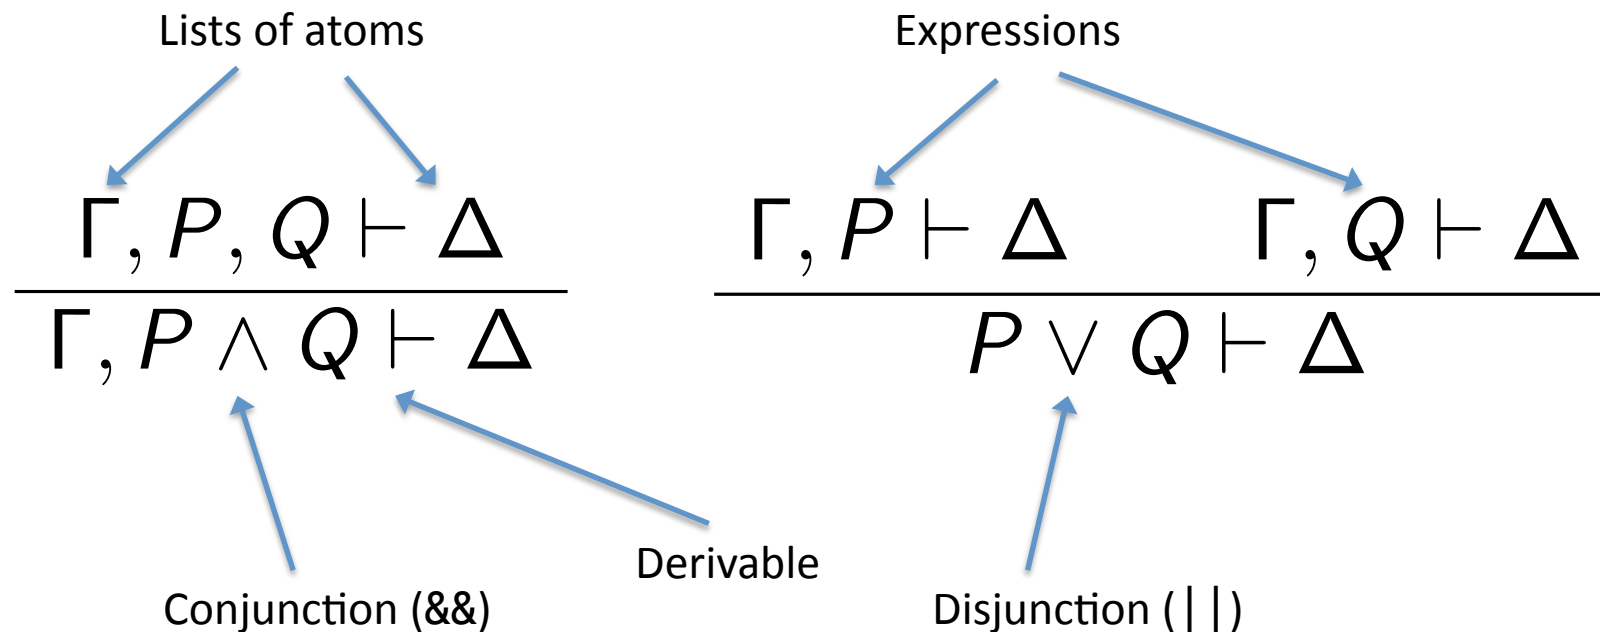 Lists of atoms
Expressions
Γ, P, Q ⊢ Δ
Γ, P ∧ Q ⊢ Δ
Γ, P ⊢ Δ Γ, Q ⊢ Δ
P ∨ Q ⊢ Δ
Derivable
Conjunction (&&)
Disjunction (||)